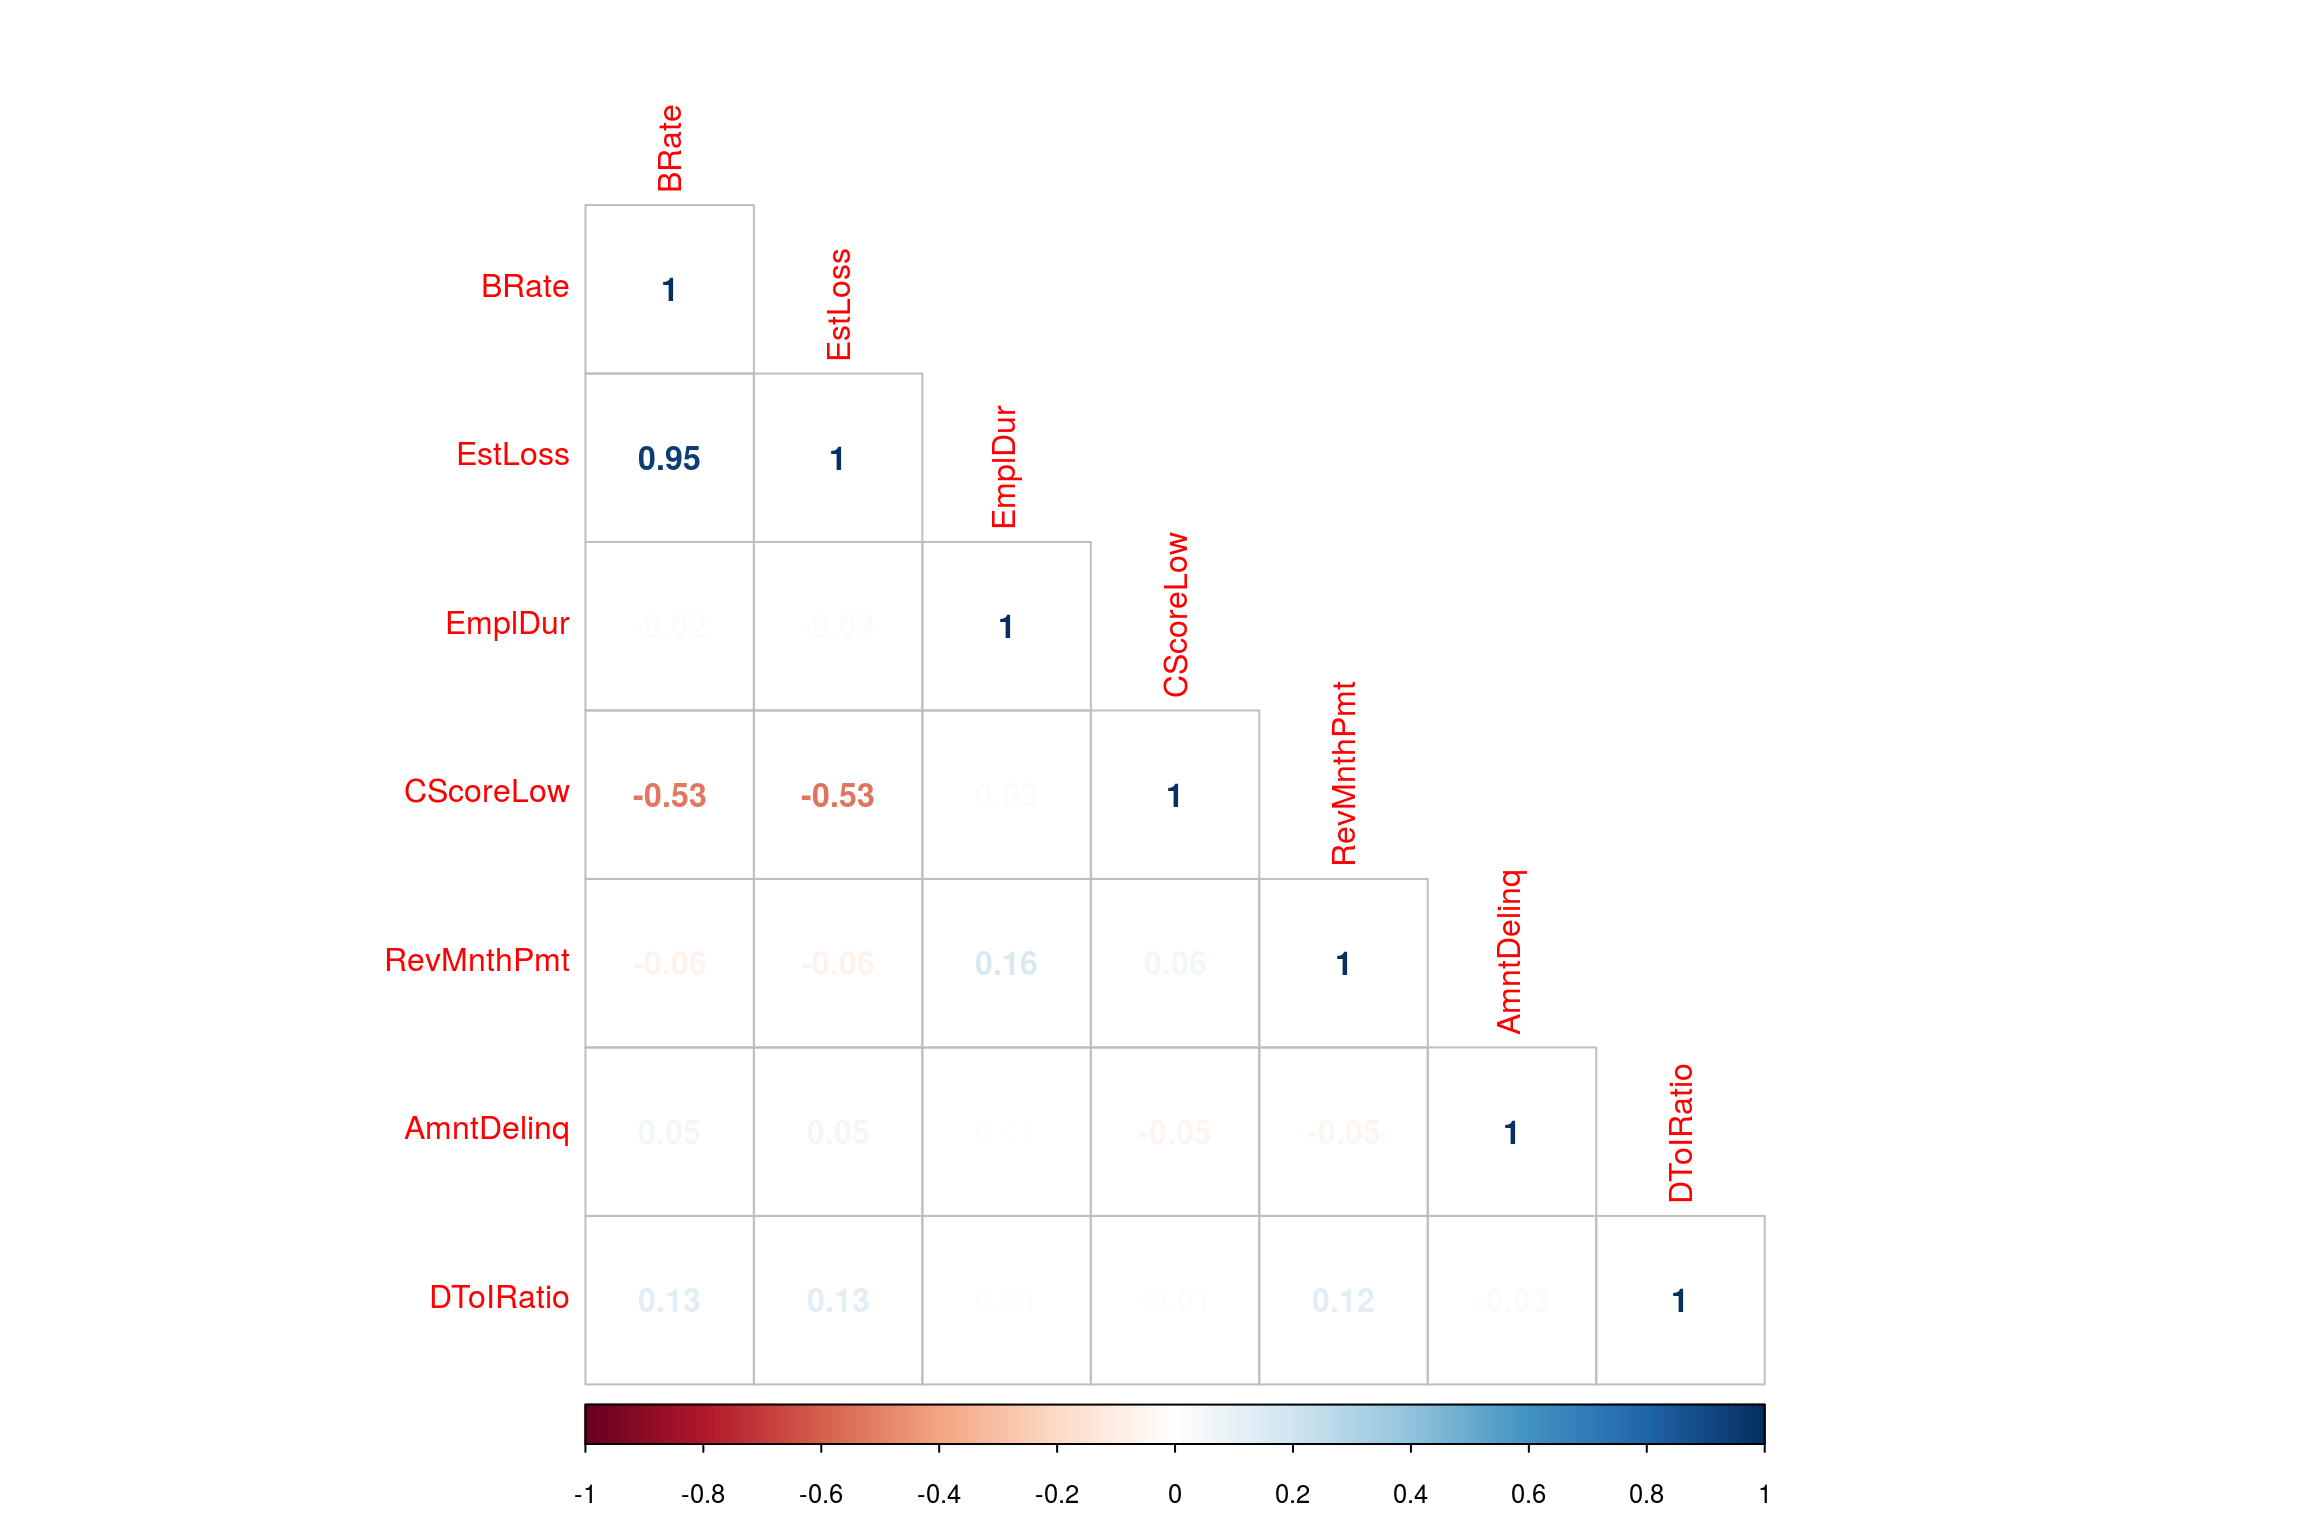 BRate
BRate 1
EstLoss
EstLoss 0.95 1
EmplDur
EmplDur -0.02 -0.03 1
CScoreLow
CScoreLow -0.53 -0.53 0.03 1
RevMnthPmt
RevMnthPmt -0.06 -0.06 0.16 0.06 1
AmntDelinq
AmntDelinq 0.05 0.05 -0.05 -0.05 1
DToIRatio
DToIRatio 0.13 0.13 0.01 -0.01 0.12 -0.03 1
-1 -0.8 -0.6 -0.4 -0.2 0 0.2 0.4 0.6 0.8 1